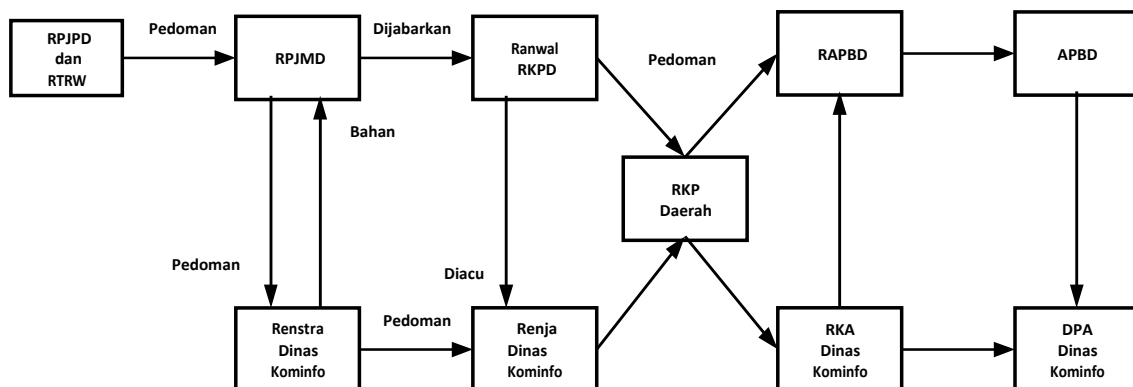 Pedoman
Dijabarkan
RPJPD
dan
RTRW
RPJMD
Ranwal
RKPD
Pedoman
RAPBD
APBD
Bahan
RKP
Daerah
Pedoman
Diacu
Renstra
Dinas
Kominfo
Pedoman
Renja
Dinas
Kominfo
RKA
Dinas
Kominfo
DPA
Dinas
Kominfo